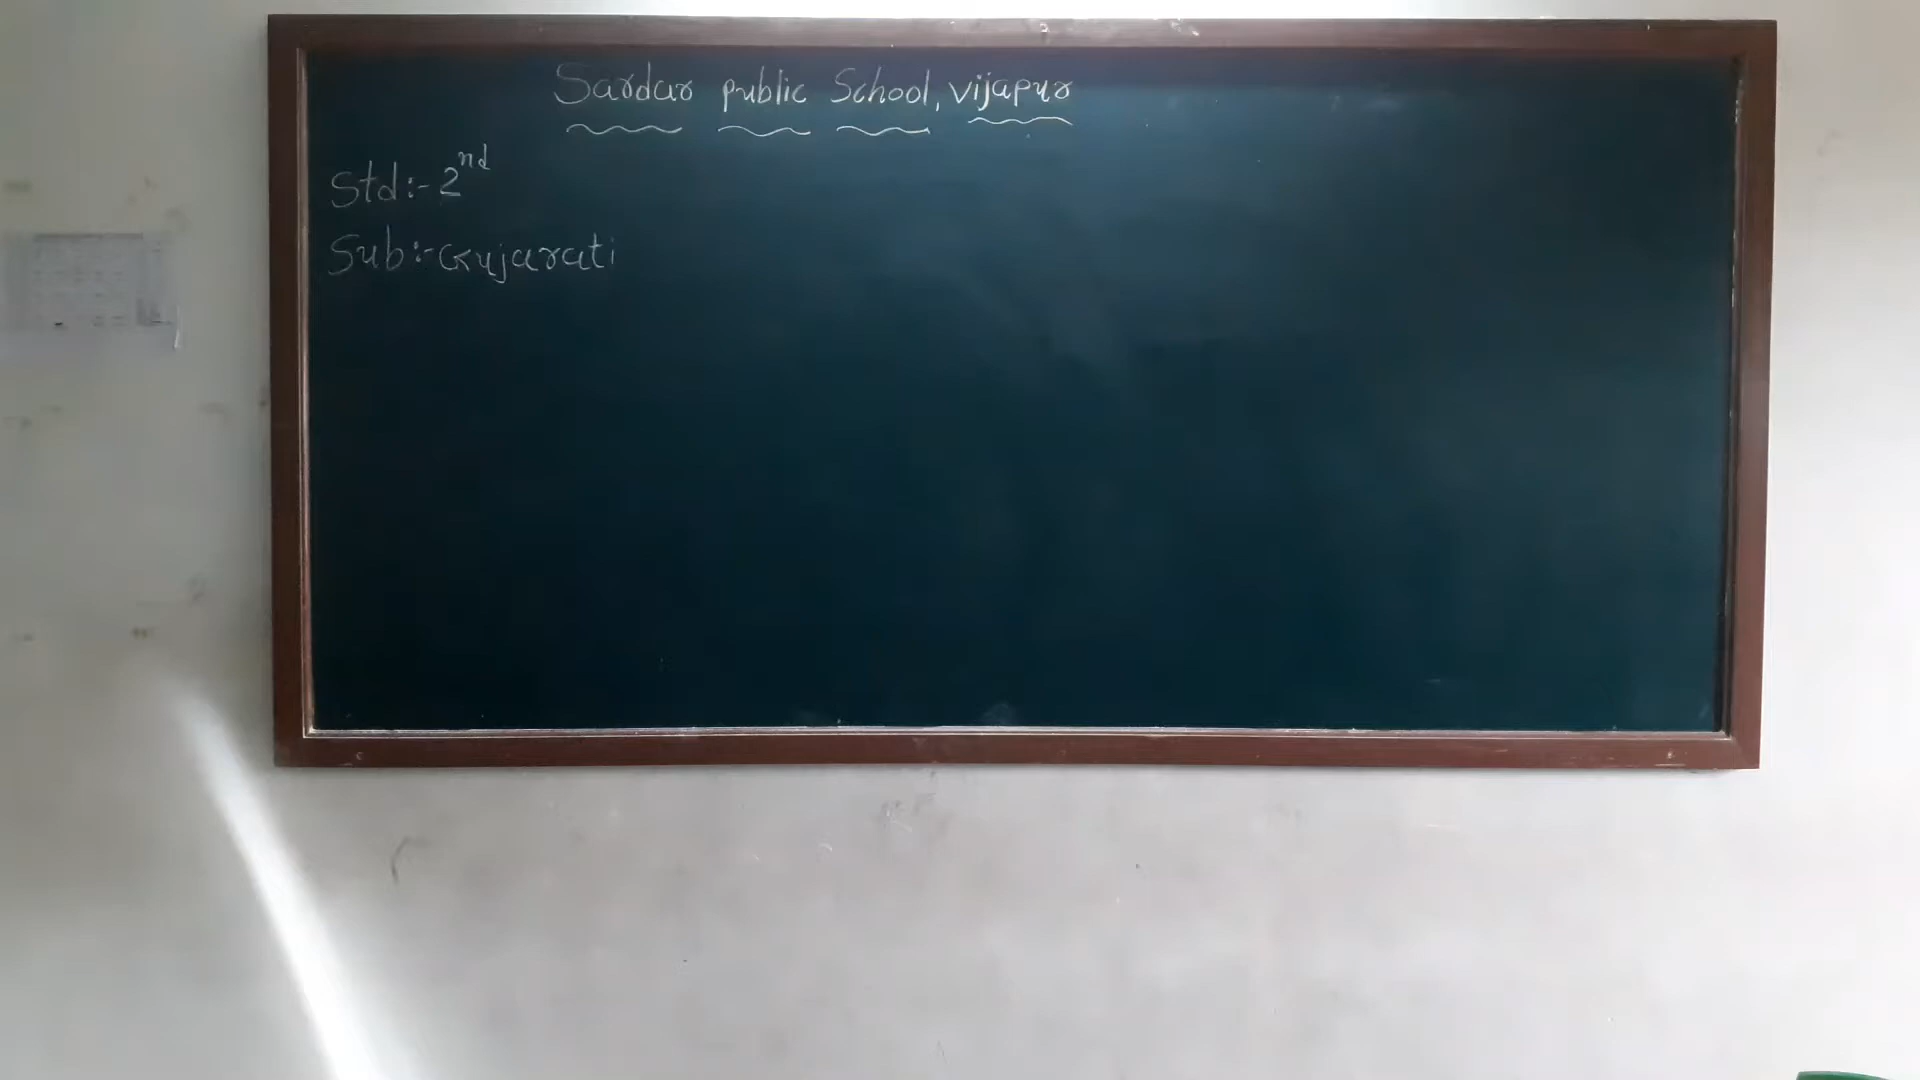 Sardar public School, vijapur
Std:- 2nd
Sub:- Gujarati